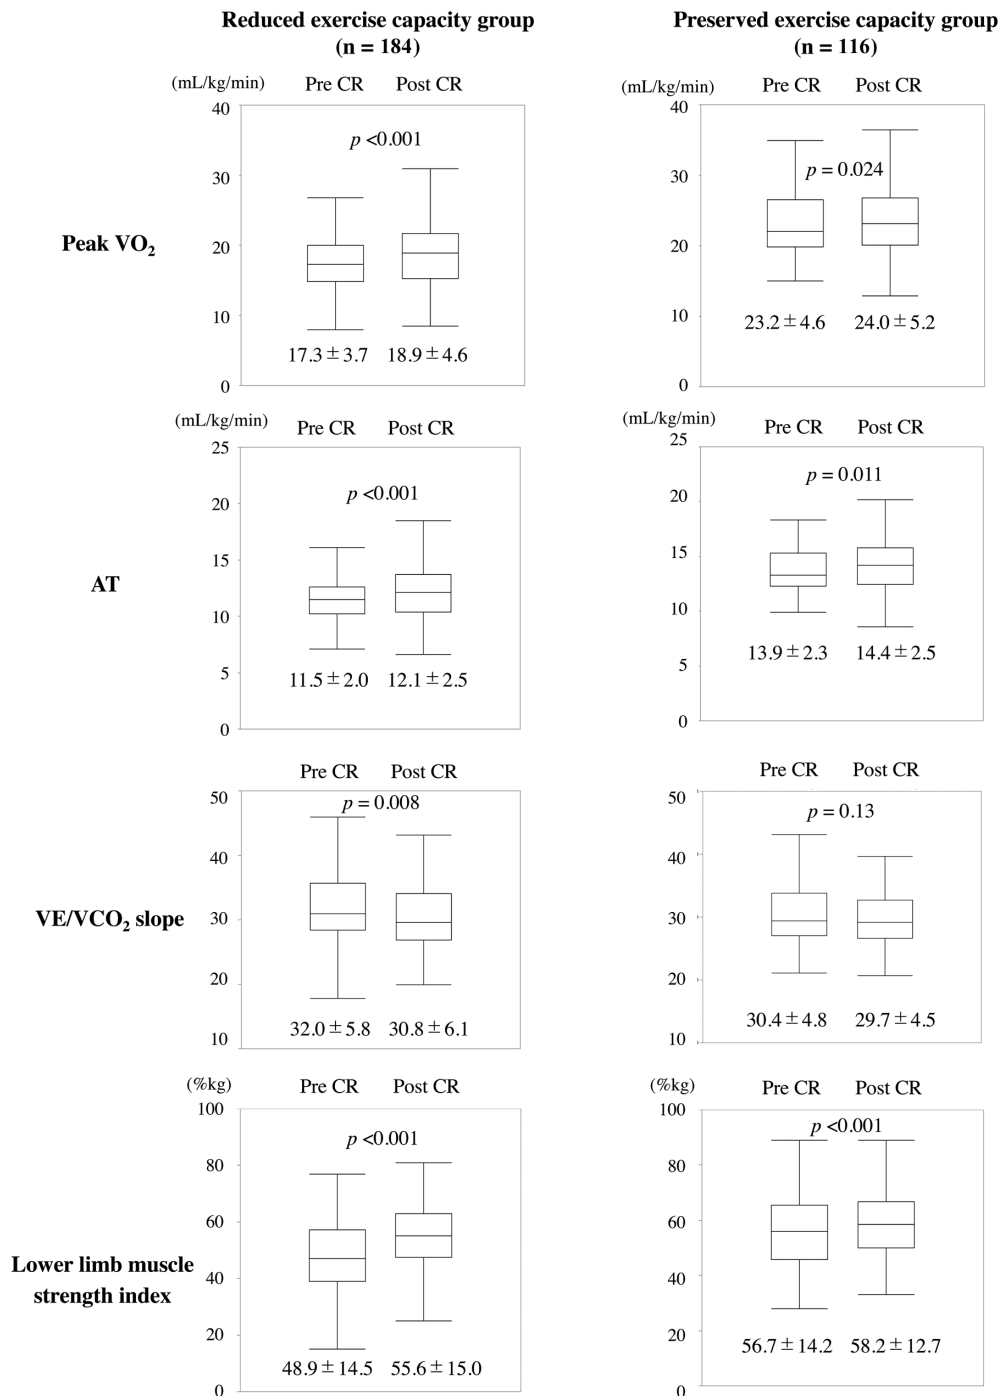 Reduced exercise capacity group
(n = 184)
Preserved exercise capacity group
(n = 116)
Peak VO2
(mL/kg/min)
Pre CR Post CR
40
30
20
10
0
p <0.001
17.3 ± 3.7 18.9 ± 4.6
(mL/kg/min)
Pre CR Post CR
40
30
20
10
0
p = 0.024
23.2 ± 4.6 24.0 ± 5.2
AT
(mL/kg/min)
Pre CR Post CR
25
20
15
10
5
0
p <0.001
11.5 ± 2.0 12.1 ± 2.5
(mL/kg/min)
Pre CR Post CR
25
20
15
10
5
0
p = 0.011
13.9 ± 2.3 14.4 ± 2.5
VE/VCO2 slope
Pre CR Post CR
50
40
30
20
10
p = 0.008
32.0 ± 5.8 30.8 ± 6.1
Pre CR Post CR
50
40
30
20
10
p = 0.13
30.4 ± 4.8 29.7 ± 4.5
Lower limb muscle
strength index
(%kg)
Pre CR Post CR
100
80
60
40
20
0
p <0.001
48.9 ± 14.5 55.6 ± 15.0
(%kg)
Pre CR Post CR
100
80
60
40
20
0
p <0.001
56.7 ± 14.2 58.2 ± 12.7